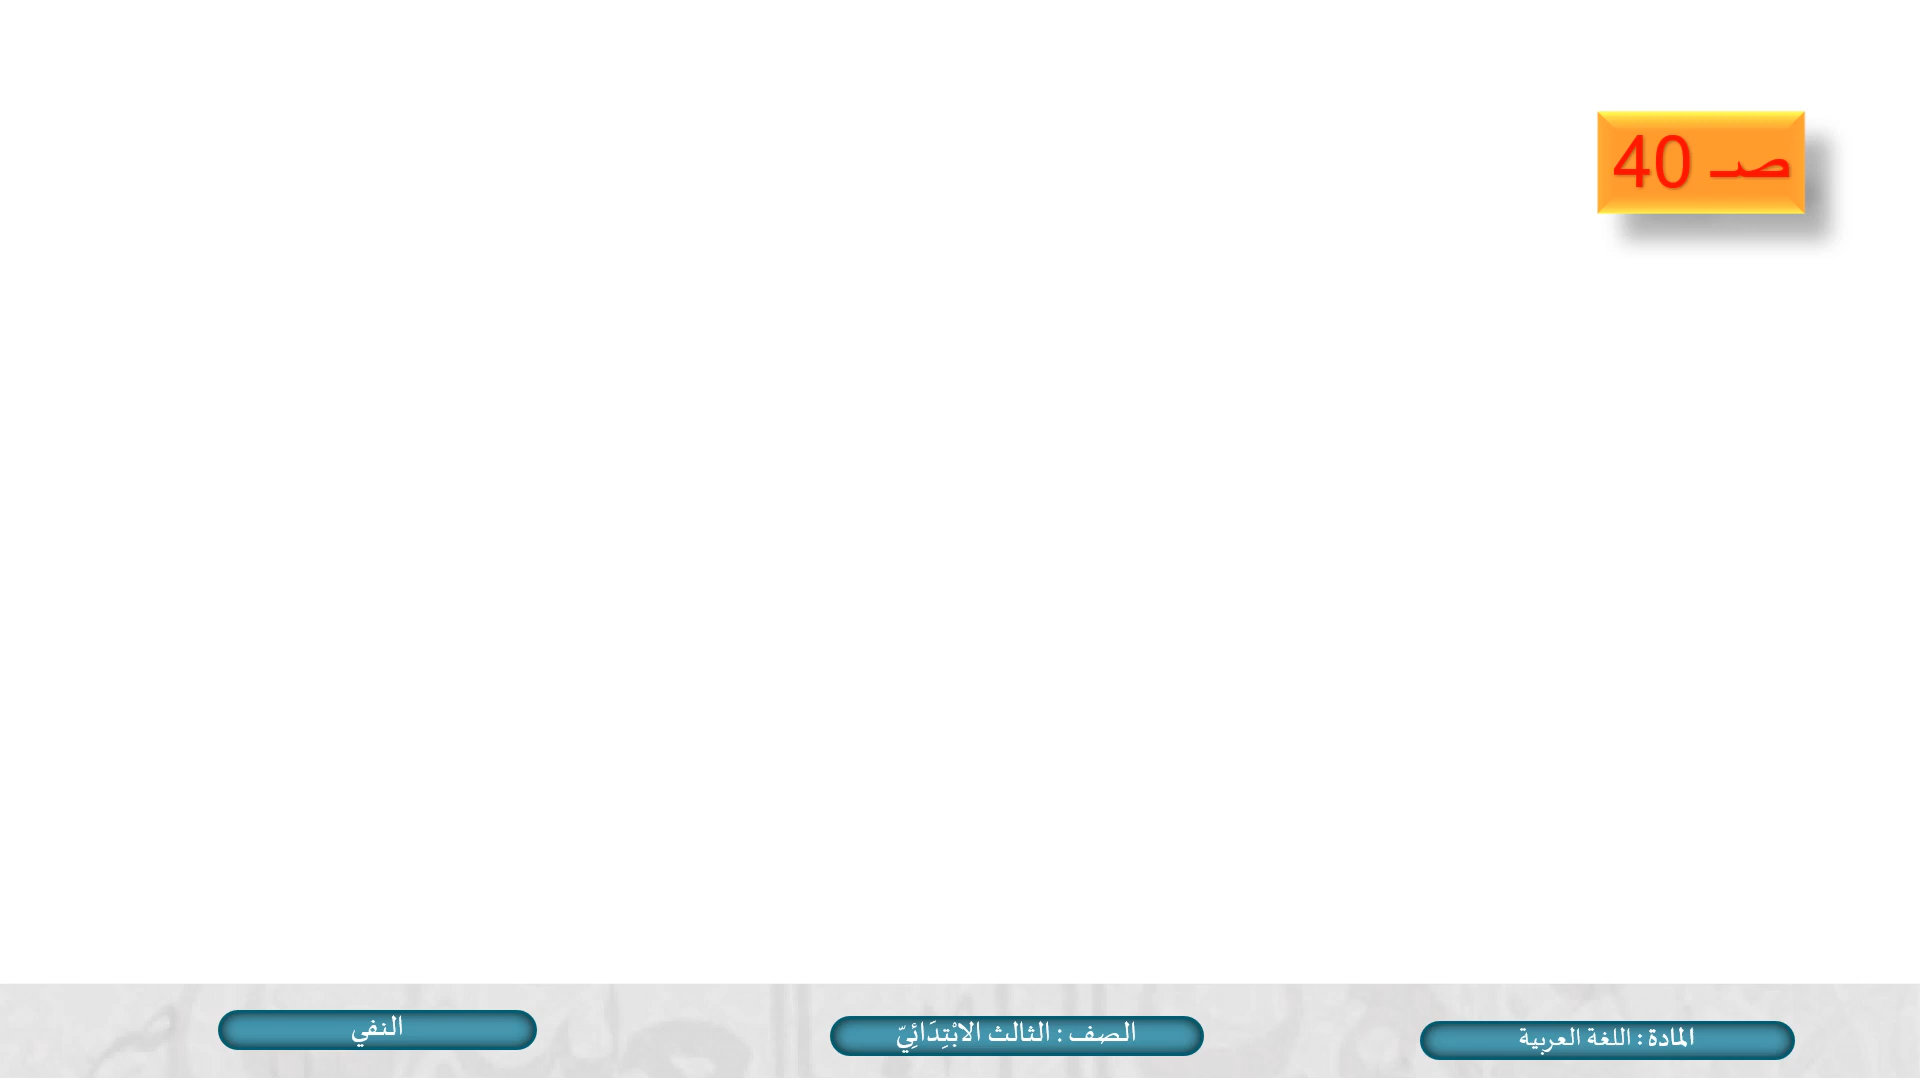 صـ 40
المادة : اللغة العربية
الصف : الثالث الابْتِدَائِيّ
النفي